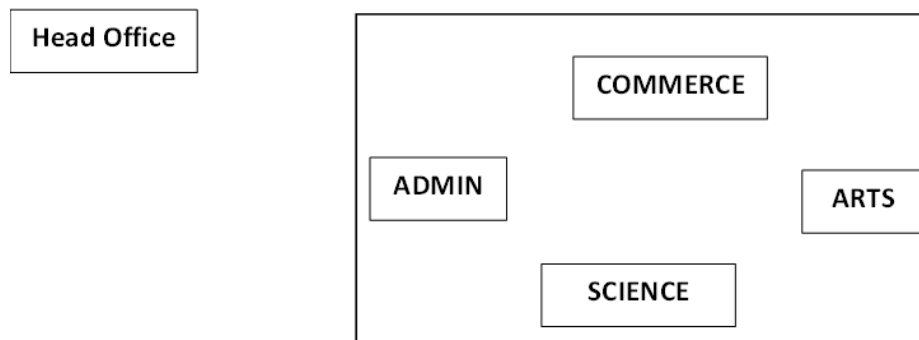 Head Office
COMMERCE
ADMIN
ARTS
SCIENCE